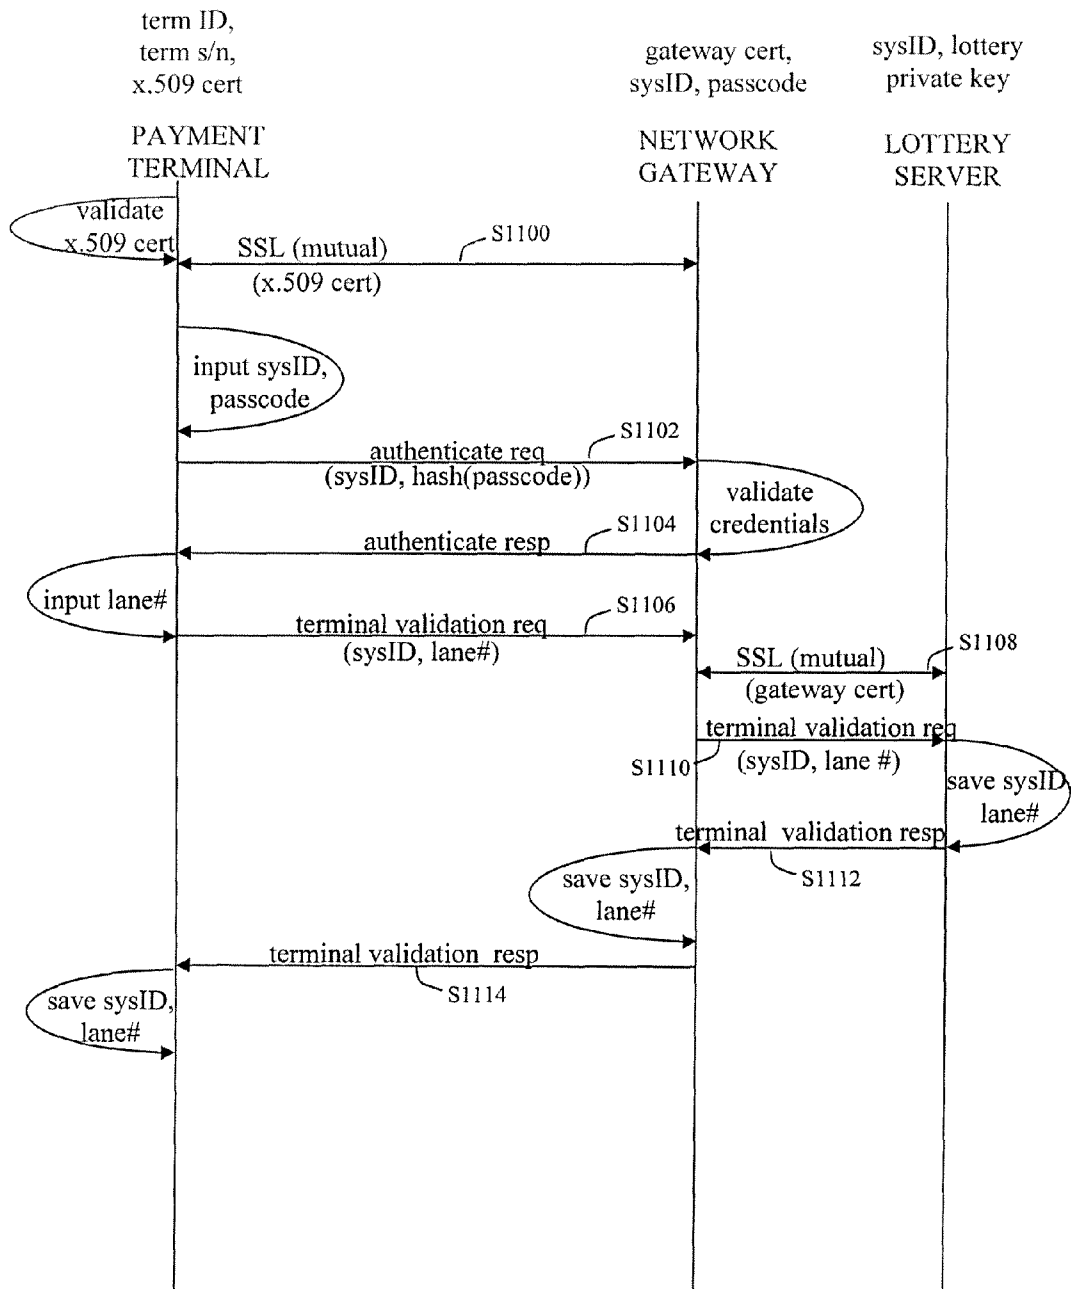 term ID,
term s/n,
x.509 cert
gateway cert,
sysID, passcode
sysID, lottery
private key
PAYMENT
TERMINAL
NETWORK
GATEWAY
LOTTERY
SERVER
validate
x.509 cert
SSL (mutual)
(x.509 cert)
S1100
input sysID,
passcode
authenticate req
(sysID, hash(passcode))
S1102
validate
credentials
authenticate resp
S1104
input lane#
terminal validation req
(sysID, lane#)
S1106
SSL (mutual)
(gateway cert)
S1108
terminal validation req
(sysID, lane #)
S1110
save sysID,
lane#
terminal validation resp
S1112
save sysID,
lane#
terminal validation resp
S1114
save sysID,
lane#